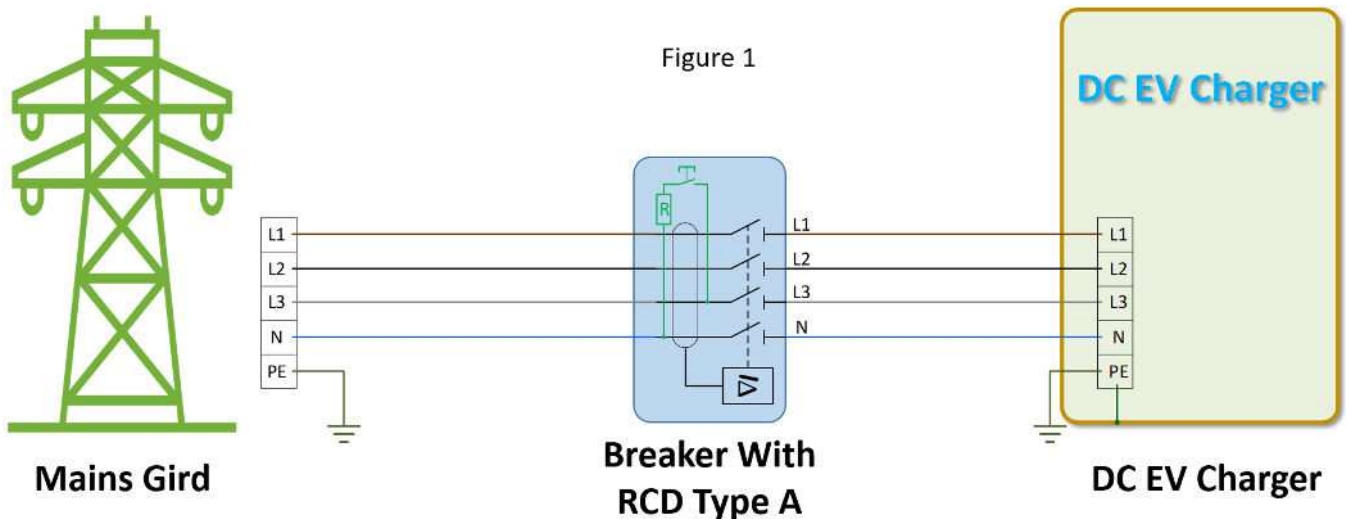 Figure 1
DC EV Charger
R
L1
L2
L3
N
PE
L1
L2
L3
N
L1
L2
L3
N
PE
Mains Gird
Breaker With
RCD Type A
DC EV Charger